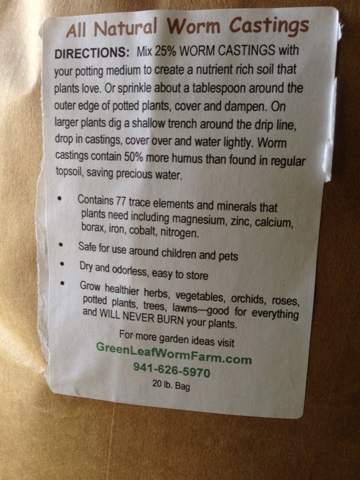 All Natural Worm Castings
DIRECTIONS: Mix 25% WORM CASTINGS with
your potting medium to create a nutrient rich soil that
plants love. Or sprinkle about a tablespoon around the
outer edge of potted plants, cover and dampen. On
larger plants dig a shallow trench around the drip line,
drop in castings, cover over and water lightly. Worm
castings contain 50% more humus than found in regular
topsoil, saving precious water.
• Contains 77 trace elements and minerals that
plants need including magnesium, zinc, calcium,
borax, iron, cobalt, nitrogen.
• Safe for use around children and pets
• Dry and odorless, easy to store
• Grow healthier herbs, vegetables, orchids, roses,
potted plants, trees, lawns—good for everything
and WILL NEVER BURN your plants.
For more garden ideas visit
GreenLeafWormFarm.com
941-626-5970
20 lb. Bag